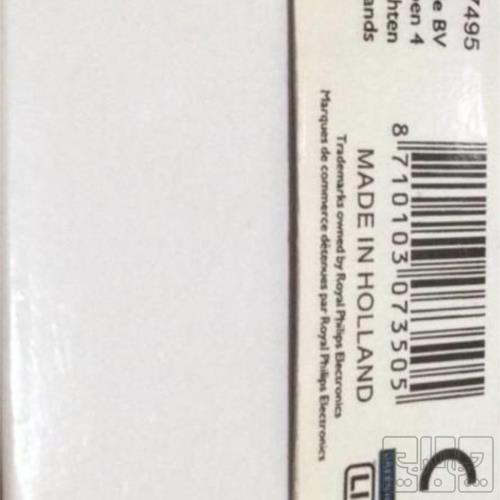 7495
e BV
en 4
hten
ands
8 710103 073505
MADE IN HOLLAND
Trademarks owned by Royal Philips Electronics
Marques de commerce détenues par Royal Philips Electronics
LI